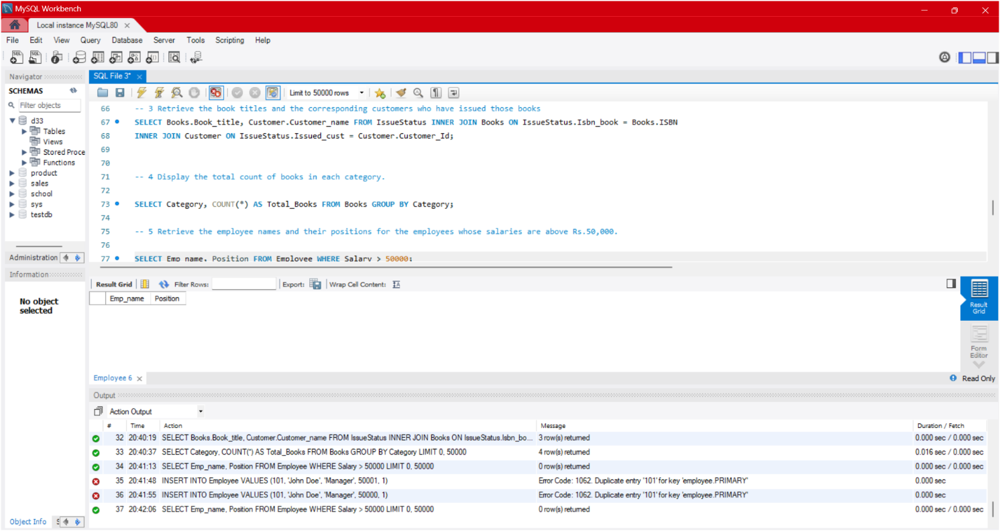 MySQL Workbench
Local instance MySQL80
File Edit View Query Database Server Tools Scripting Help
Navigator
SQL File 3*
SCHEMAS
Filter objects
Limit to 50000 rows
d33
Tables
Views
Stored Proce
Functions
product
sales
school
sys
testdb
Administration
Information
No object
selected
66 -- 3 Retrieve the book titles and the corresponding customers who have issued those books
67 SELECT Books.Book_title, Customer.Customer_name FROM IssueStatus INNER JOIN Books ON IssueStatus.Isbn_book = Books.ISBN
68 INNER JOIN Customer ON IssueStatus.Issued_cust = Customer.Customer_Id;
69
70
71 -- 4 Display the total count of books in each category.
72
73 SELECT Category, COUNT(*) AS Total_Books FROM Books GROUP BY Category;
74
75 -- 5 Retrieve the employee names and their positions for the employees whose salaries are above Rs.50,000.
76
77 SELECT Emp_name, Position FROM Employee WHERE Salary > 50000;
Result Grid Filter Rows: Export: Wrap Cell Content: IA
Emp_name Position
Result
Grid
Form
Editor
Employee 6
Read Only
Output
Action Output
# Time Action Message Duration / Fetch
32 20:40:19 SELECT Books.Book_title, Customer.Customer_name FROM IssueStatus INNER JOIN Books ON IssueStatus.Isbn_bo... 3 row(s) returned 0.000 sec / 0.000 sec
33 20:40:37 SELECT Category, COUNT(*) AS Total_Books FROM Books GROUP BY Category LIMIT 0, 50000 4 row(s) returned 0.016 sec / 0.000 sec
34 20:41:13 SELECT Emp_name, Position FROM Employee WHERE Salary > 50000 LIMIT 0, 50000 0 row(s) returned 0.000 sec / 0.000 sec
35 20:41:48 INSERT INTO Employee VALUES (101, 'John Doe', 'Manager', 50001, 1) Error Code: 1062. Duplicate entry '101' for key 'employee.PRIMARY' 0.000 sec
36 20:41:55 INSERT INTO Employee VALUES (101, 'John Doe', 'Manager', 50000, 1) Error Code: 1062. Duplicate entry '101' for key 'employee.PRIMARY' 0.000 sec
37 20:42:06 SELECT Emp_name, Position FROM Employee WHERE Salary > 50000 LIMIT 0, 50000 0 row(s) returned 0.000 sec / 0.000 sec
Object Info S